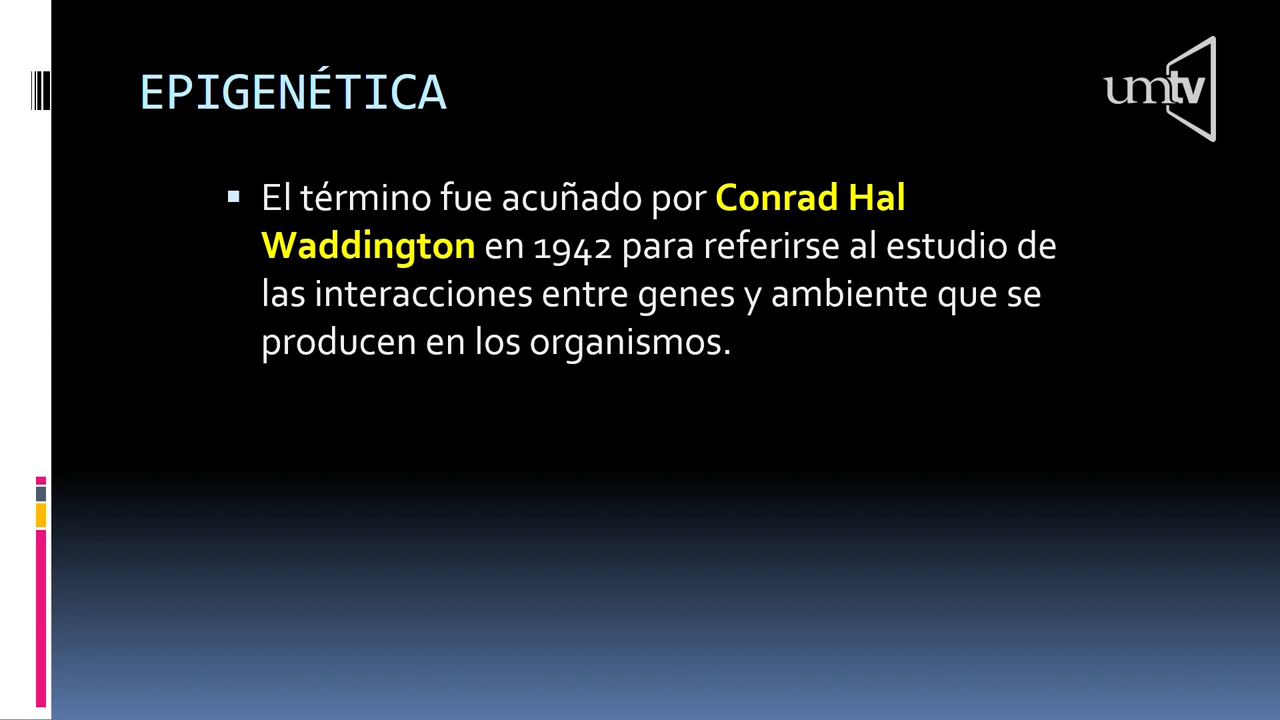 EPIGENÉTICA
umtv
El término fue acuñado por Conrad Hal
Waddington en 1942 para referirse al estudio de
las interacciones entre genes y ambiente que se
producen en los organismos.